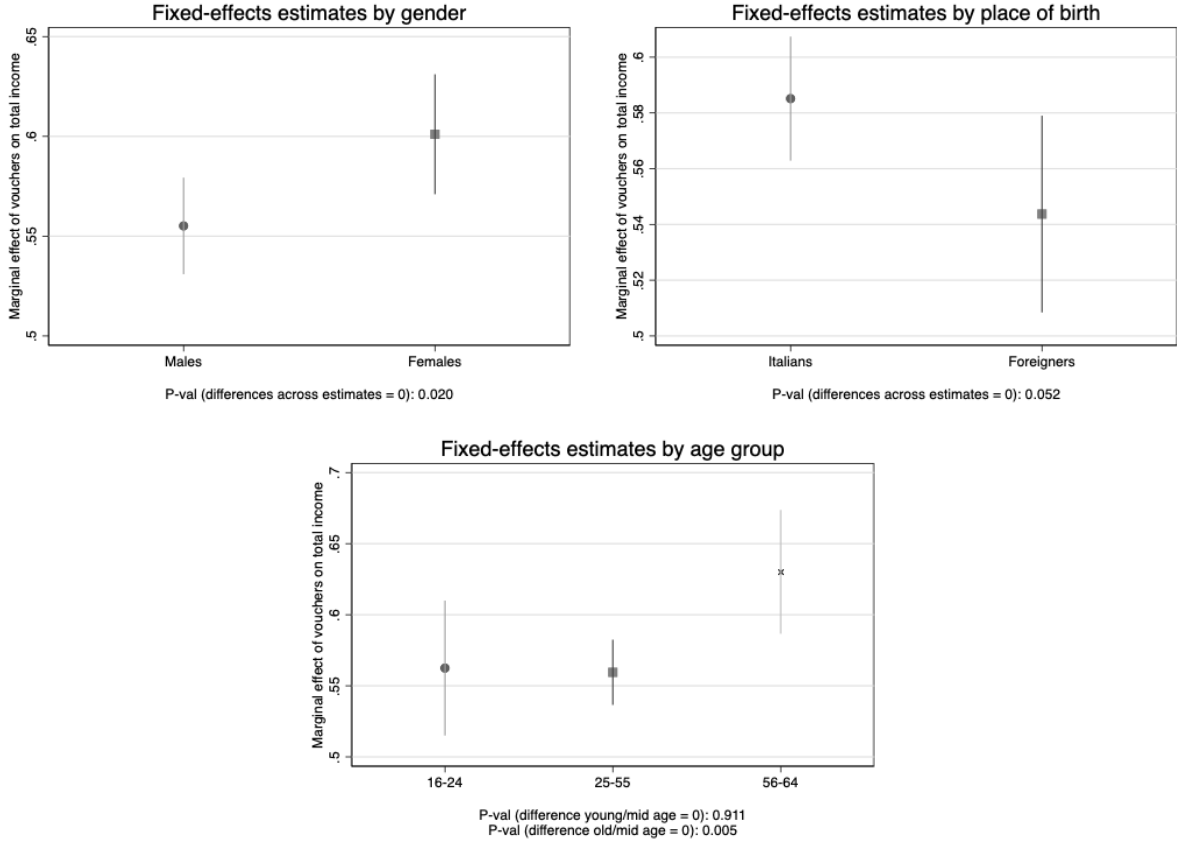 Fixed-effects estimates by gender
Marginal effect of vouchers on total income
.65
.6
.55
.5
Males Females
P-val (differences across estimates = 0): 0.020
Fixed-effects estimates by place of birth
Marginal effect of vouchers on total income
.6
.58
.56
.54
.52
.5
Italians Foreigners
P-val (differences across estimates = 0): 0.052
Fixed-effects estimates by age group
Marginal effect of vouchers on total income
.7
.65
.6
.55
.5
16-24 25-55 56-64
P-val (difference young/mid age = 0): 0.911
P-val (difference old/mid age = 0): 0.005